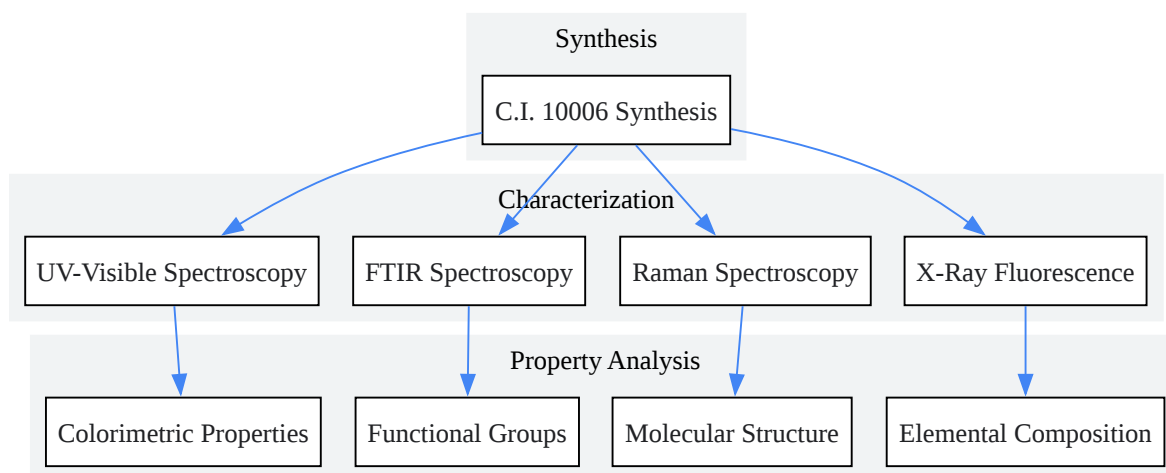 Synthesis
C.I. 10006 Synthesis
Characterization
UV-Visible Spectroscopy
FTIR Spectroscopy
Raman Spectroscopy
X-Ray Fluorescence
Property Analysis
Colorimetric Properties
Functional Groups
Molecular Structure
Elemental Composition